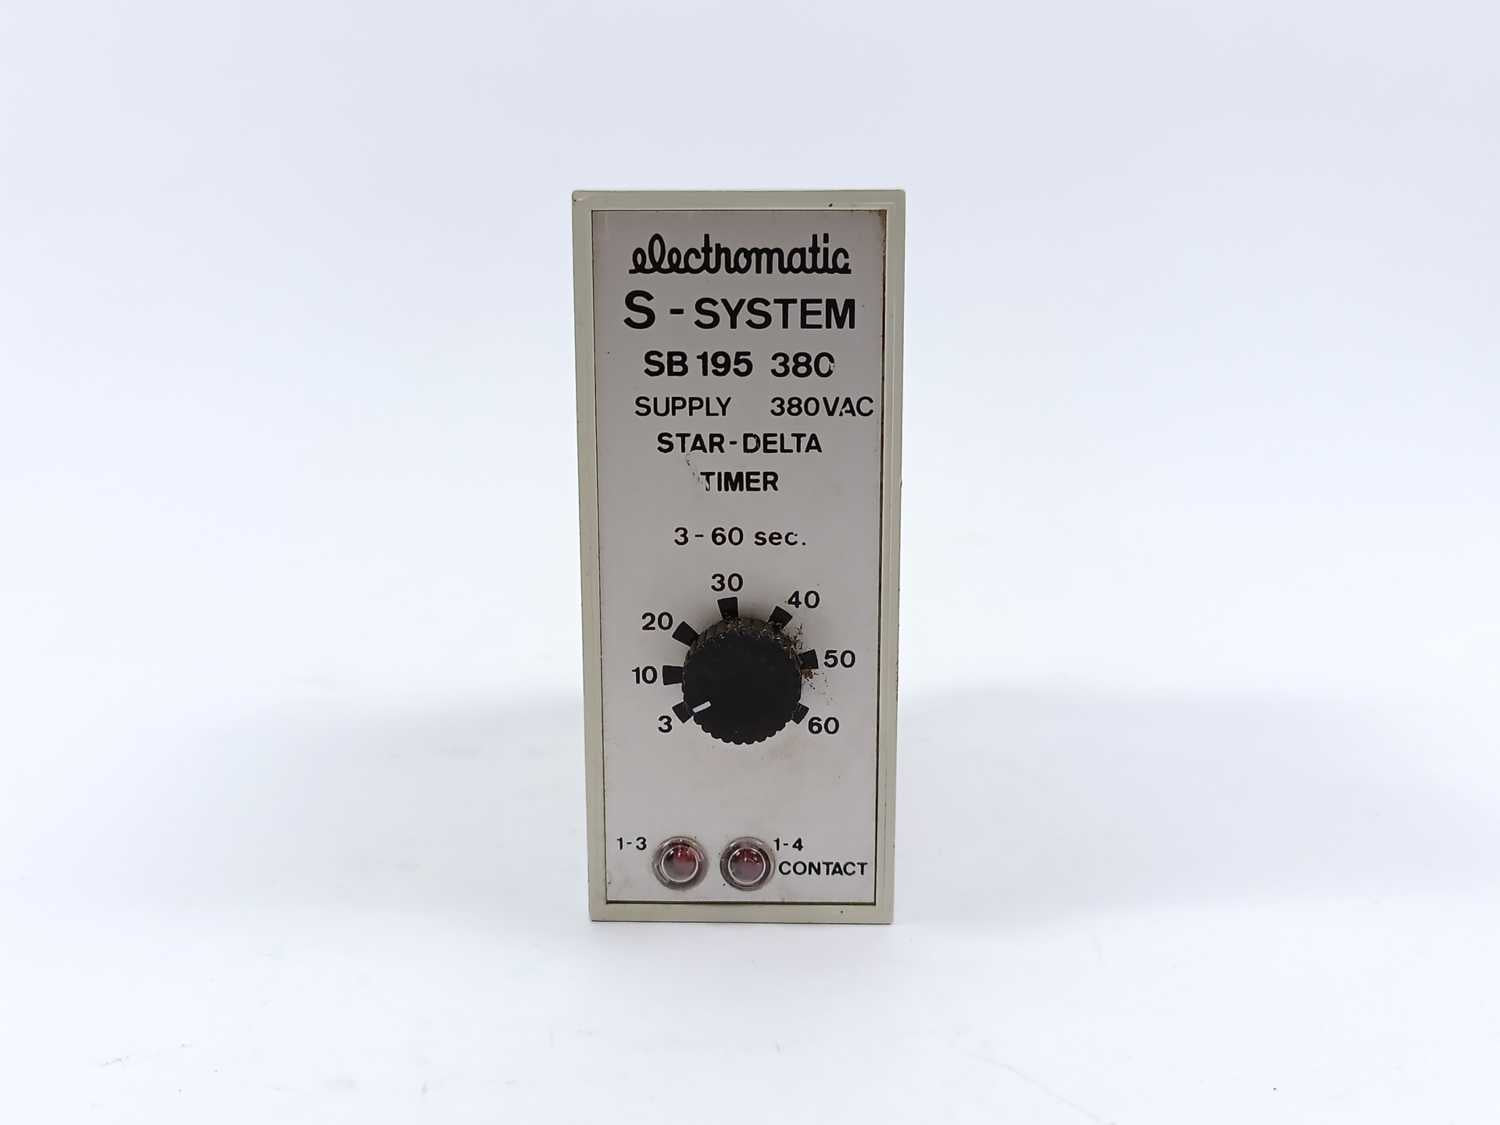 electromatic
S - SYSTEM
SB 195 380
SUPPLY 380VAC
STAR-DELTA
TIMER
3-60 sec.
30
20 40
10 50
3 60
1-3 1-4
CONTACT